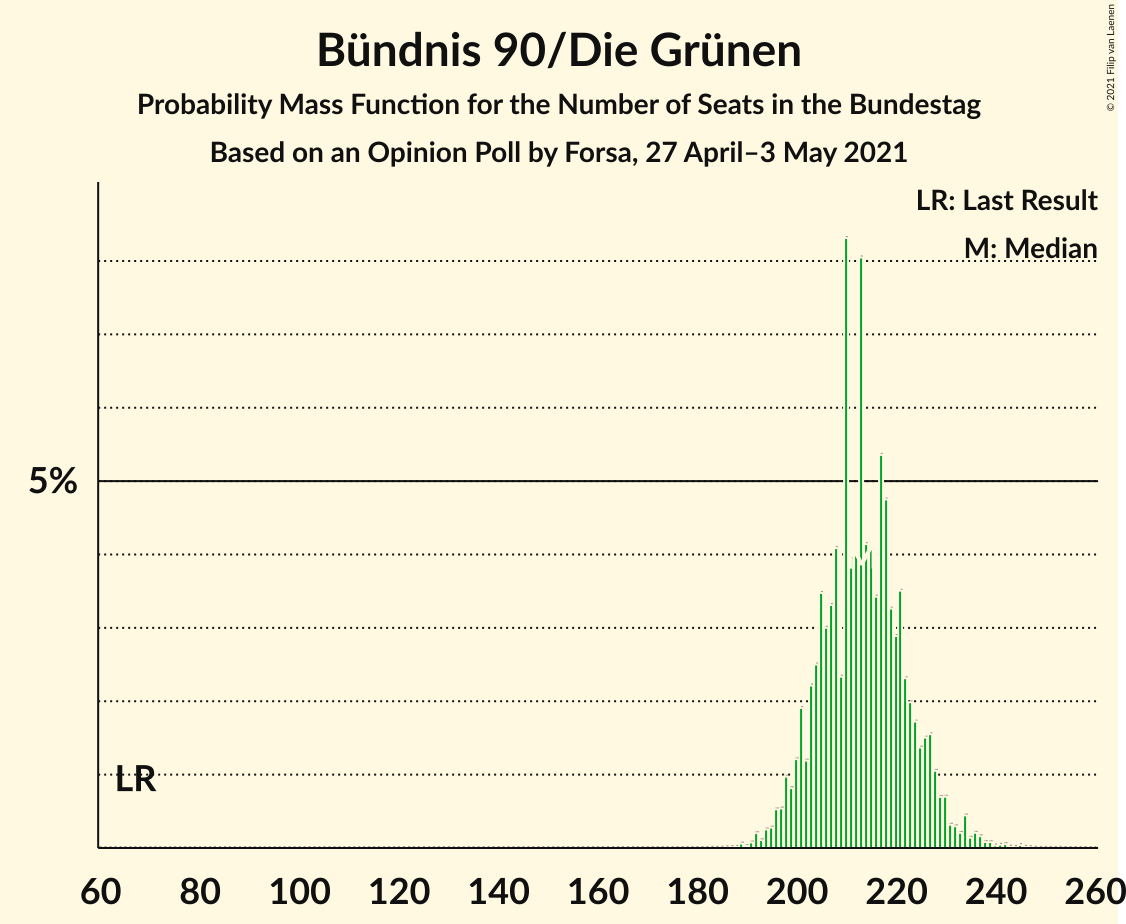 Bündnis 90/Die Grünen
Probability Mass Function for the Number of Seats in the Bundestag
Based on an Opinion Poll by Forsa, 27 April–3 May 2021
© 2021 Filip van Laenen
LR: Last Result
M: Median
5%
LR
M
60 80 100 120 140 160 180 200 220 240 260